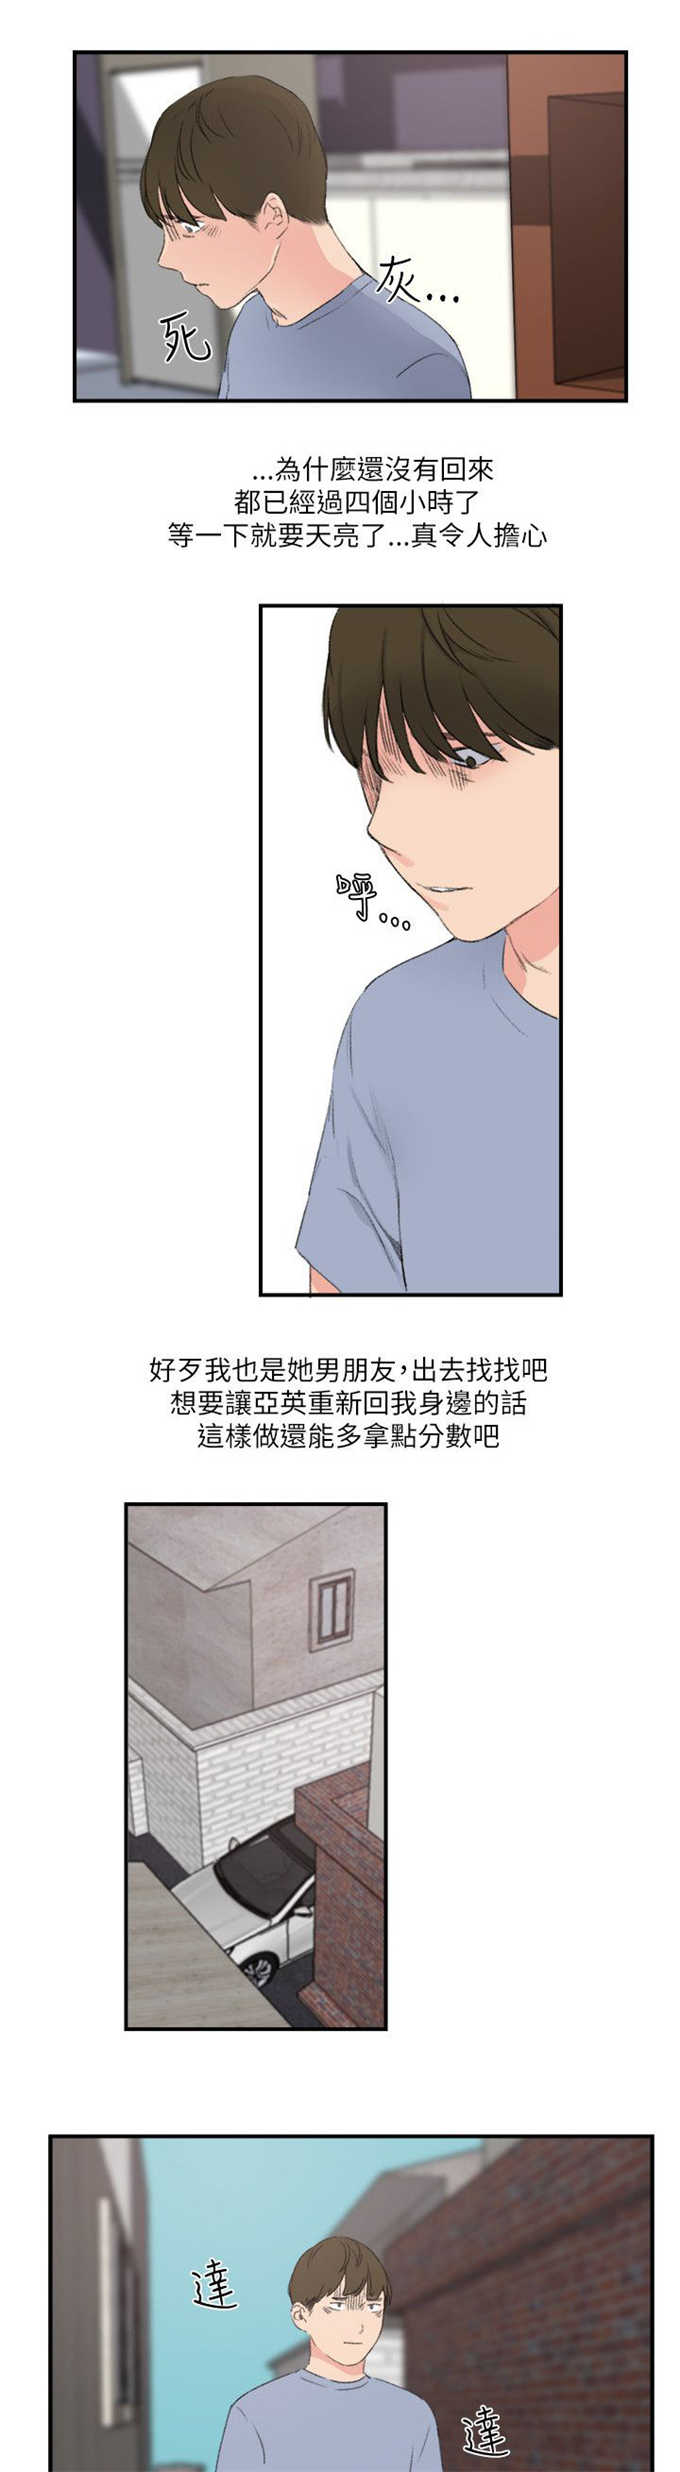 死
灰...
...為什麼還沒有回來
都已經過四個小時了
等一下就要天亮了...真令人擔心
呼...
好歹我也是她男朋友,出去找找吧
想要讓亞英重新回我身邊的話
這樣做還能多拿點分數吧
達
達